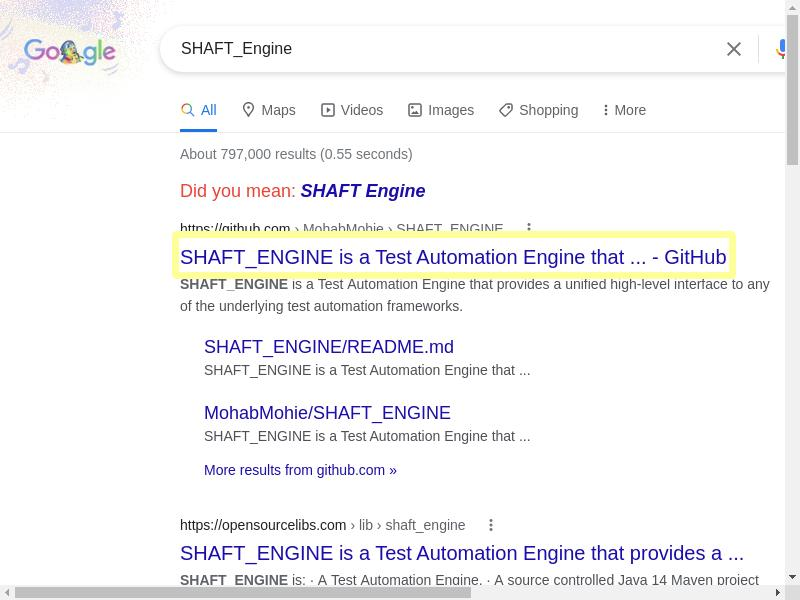 Google
SHAFT_Engine
All Maps Videos Images Shopping More
About 797,000 results (0.55 seconds)
Did you mean: SHAFT Engine
https://github.com › MohabMohie › SHAFT_ENGINE
SHAFT_ENGINE is a Test Automation Engine that ... - GitHub
SHAFT_ENGINE is a Test Automation Engine that provides a unified high-level interface to any
of the underlying test automation frameworks.
SHAFT_ENGINE/README.md
SHAFT_ENGINE is a Test Automation Engine that ...
MohabMohie/SHAFT_ENGINE
SHAFT_ENGINE is a Test Automation Engine that ...
More results from github.com »
https://opensourcelibs.com › lib › shaft_engine
SHAFT_ENGINE is a Test Automation Engine that provides a ...
SHAFT_ENGINE is: · A Test Automation Engine. · A source controlled Java 14 Maven project